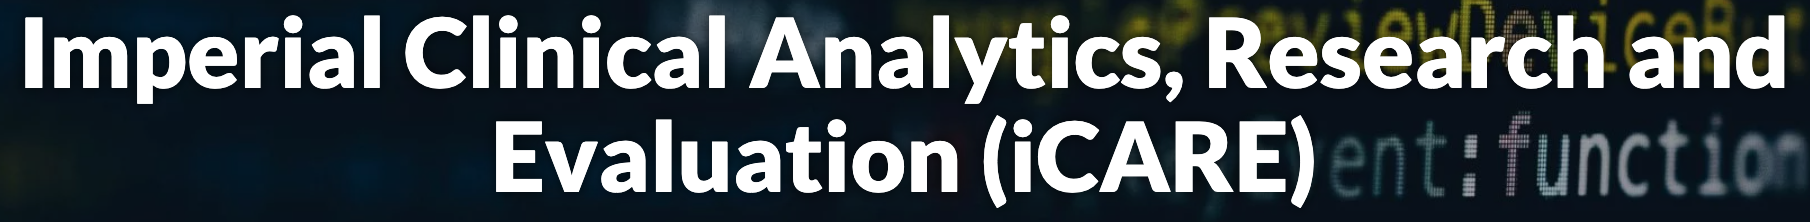 Imperial Clinical Analytics, Research and
Evaluation (iCARE)
ent:function